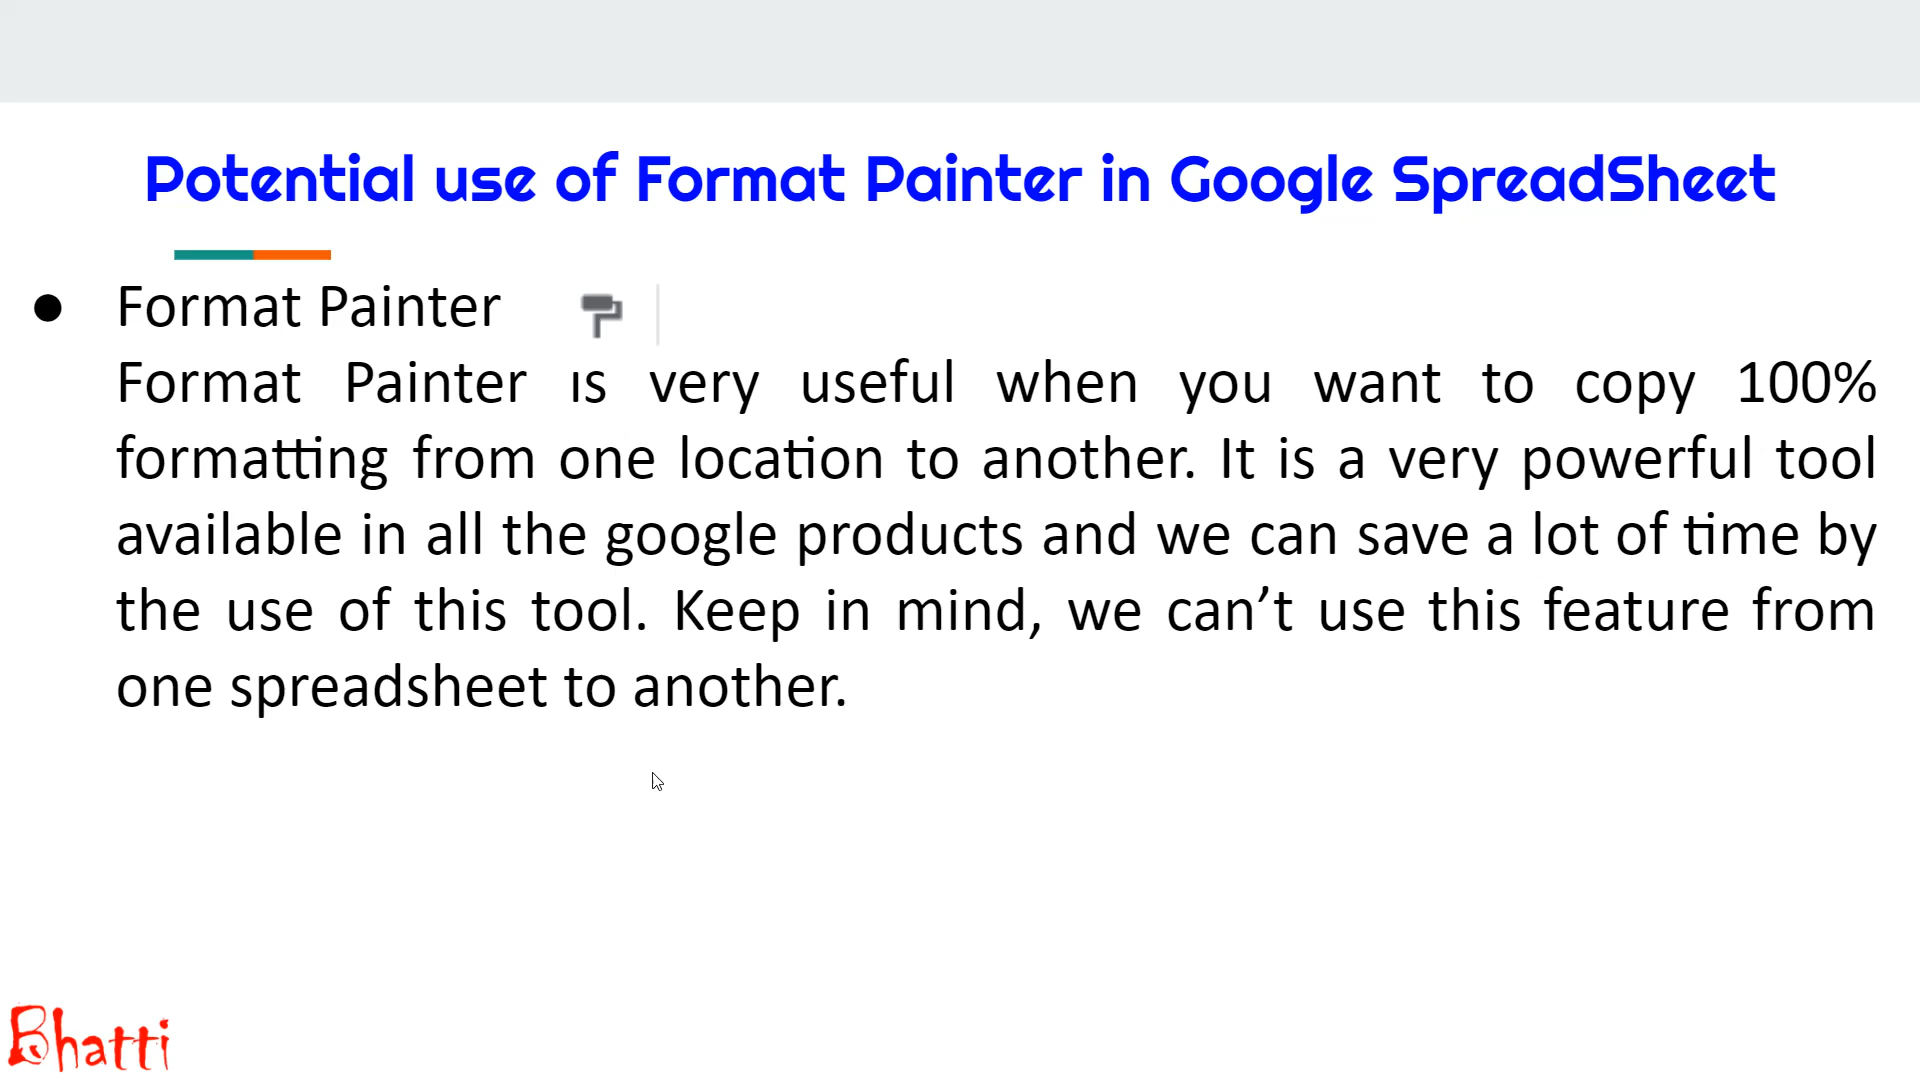 Potential use of Format Painter in Google SpreadSheet
● Format Painter
Format Painter is very useful when you want to copy 100%
formatting from one location to another. It is a very powerful tool
available in all the google products and we can save a lot of time by
the use of this tool. Keep in mind, we can’t use this feature from
one spreadsheet to another.
Bhatti